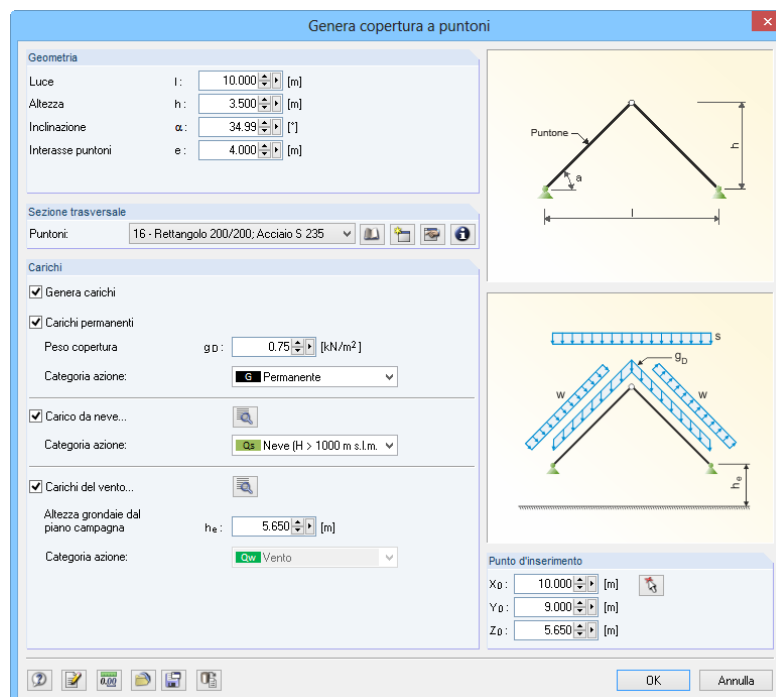 Genera copertura a puntoni
Geometria
Luce l: 10.000 [m]
Altezza h: 3.500 [m]
Inclinazione α: 34.99 [°]
Interasse puntoni e: 4.000 [m]
Sezione trasversale
Puntoni: 16 - Rettangolo 200/200; Acciaio S 235
Carichi
Genera carichi
Carichi permanenti
Peso copertura gD: 0.75 [kN/m²]
Categoria azione: G Permanente
Carico da neve...
Categoria azione: Qs Neve (H > 1000 m s.l.m.
Carichi del vento...
Altezza grondaie dal
piano campagna he: 5.650 [m]
Categoria azione: Qw Vento
Puntone
a
h
l
s
gD
w
w
he
Punto d'inserimento
X0: 10.000 [m]
Y0: 9.000 [m]
Z0: 5.650 [m]
0,00
OK Annulla